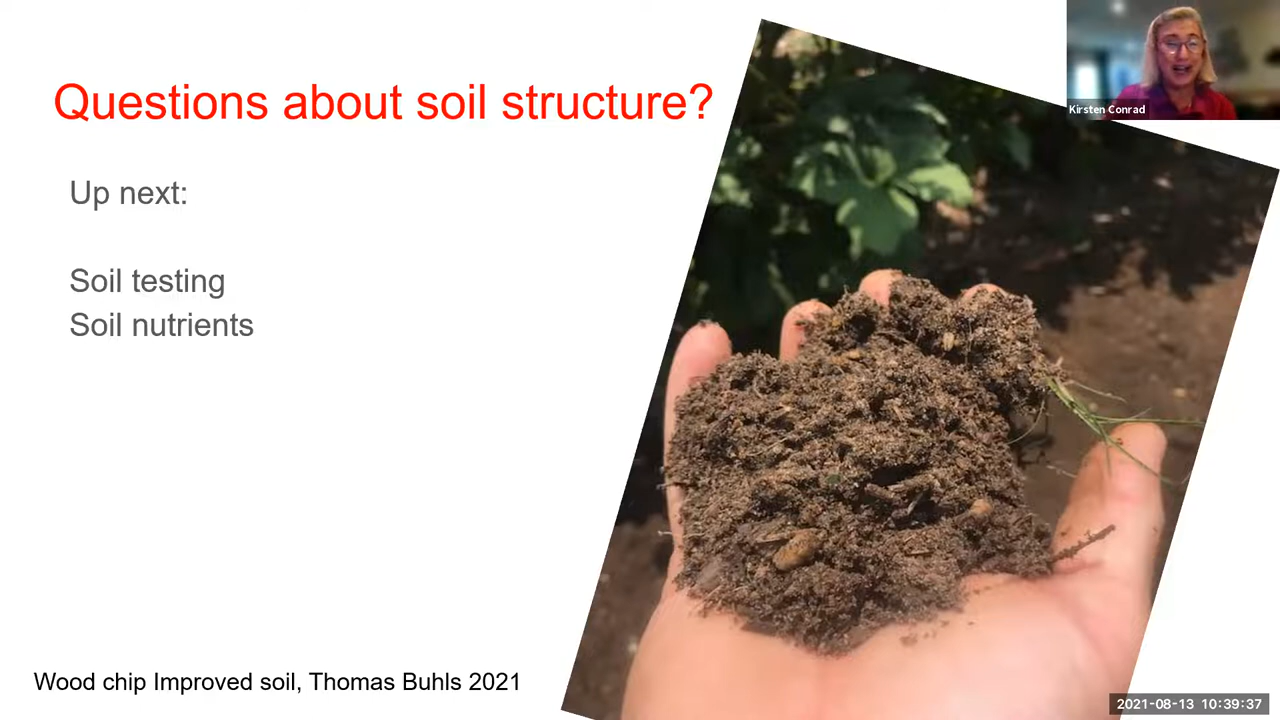 Questions about soil structure?
Kirsten Conrad
Up next:
Soil testing
Soil nutrients
Wood chip Improved soil, Thomas Buhls 2021
2021-08-13 10:39:37